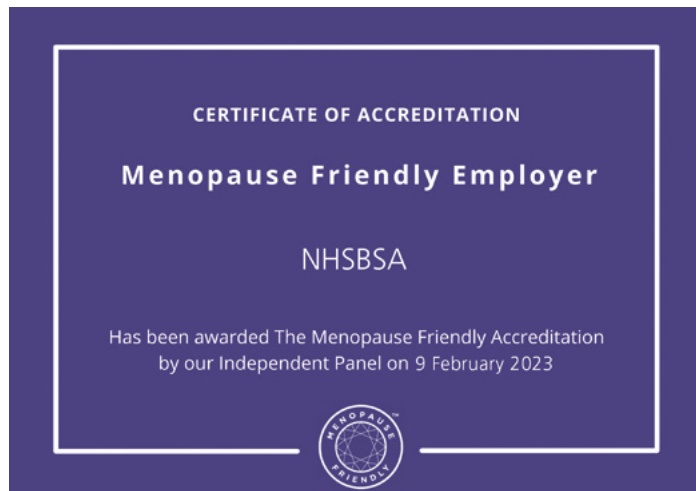 CERTIFICATE OF ACCREDITATION
Menopause Friendly Employer
NHSBSA
Has been awarded The Menopause Friendly Accreditation
by our Independent Panel on 9 February 2023
MENOPAUSE
FRIENDLY
™